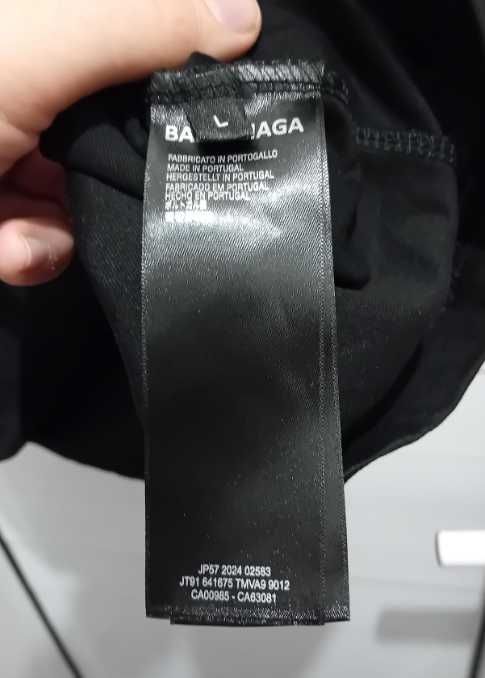 L
BA   IAGA
FABBRICATO IN PORTOGALLO
MADE IN PORTUGAL
HERGESTELLT IN PORTUGAL
FABRICADO EM PORTUGAL
HECHO EN PORTUGAL
JP57 2024 02583
JT91 641675 TMVA9 9012
CA00985 - CA63081